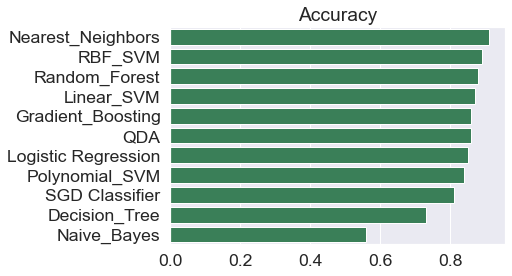 Accuracy
Nearest_Neighbors
RBF_SVM
Random_Forest
Linear_SVM
Gradient_Boosting
QDA
Logistic Regression
Polynomial_SVM
SGD Classifier
Decision_Tree
Naive_Bayes
0.0 0.2 0.4 0.6 0.8